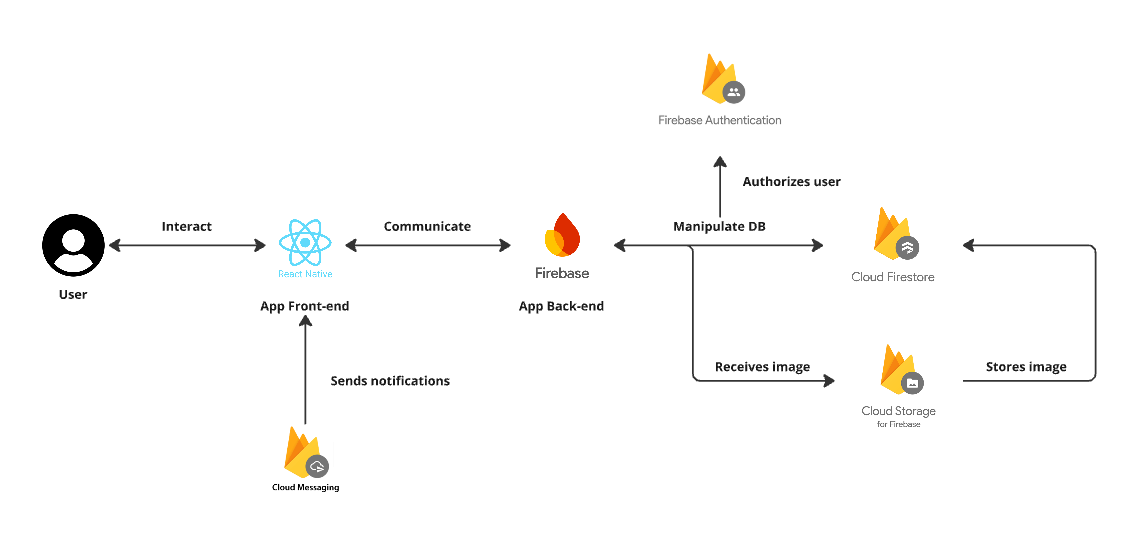 Firebase Authentication
Authorizes user
Interact
Communicate
Manipulate DB
React Native
Firebase
Cloud Firestore
User
App Front-end
App Back-end
Receives image
Stores image
Sends notifications
Cloud Storage
for Firebase
Cloud Messaging